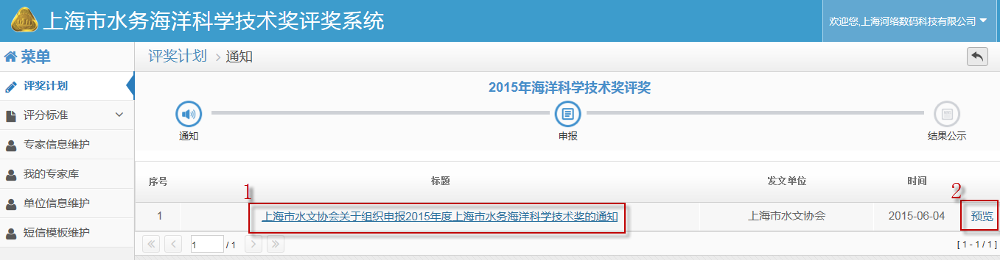 上海市水务海洋科学技术奖评奖系统
欢迎您,上海河络数码科技有限公司
菜单
评奖计划 > 通知
评奖计划
评分标准
专家信息维护
我的专家库
单位信息维护
短信模板维护
2015年海洋科学技术奖评奖
通知 申报 结果公示
序号 标题 发文单位 时间
1 2
1 上海市水文协会关于组织申报2015年度上海市水务海洋科学技术奖的通知 上海市水文协会 2015-06-04 预览
1 / 1 [ 1 - 1 / 1 ]